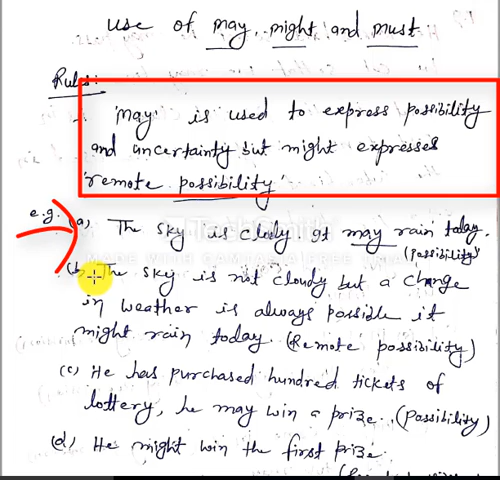 Use of may, might and must
Rules:
'may' is used to express possibility
and uncertainty but might expresses
'remote possibility'
e.g. (a) The sky is cloudy. It may rain today.
(Possibility)
(b) The sky is not cloudy but a change
in weather is always possible it
might rain today. (Remote possibility)
(c) He has purchased hundred tickets of
lottery, he may win a prize. (Possibility)
(d) He might win the first prize.